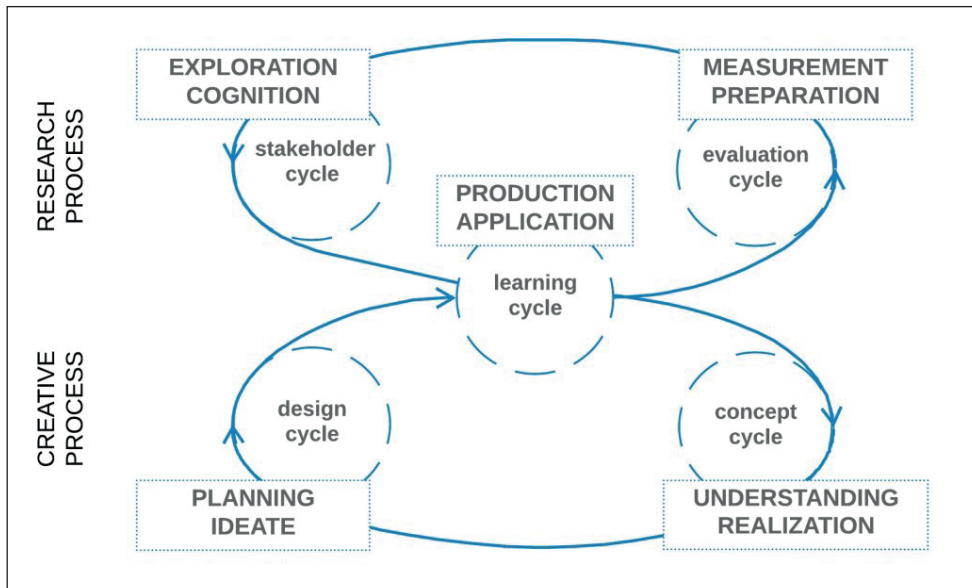 RESEARCH
PROCESS
EXPLORATION
COGNITION
stakeholder
cycle
MEASUREMENT
PREPARATION
evaluation
cycle
PRODUCTION
APPLICATION
learning
cycle
CREATIVE
PROCESS
design
cycle
PLANNING
IDEATE
concept
cycle
UNDERSTANDING
REALIZATION